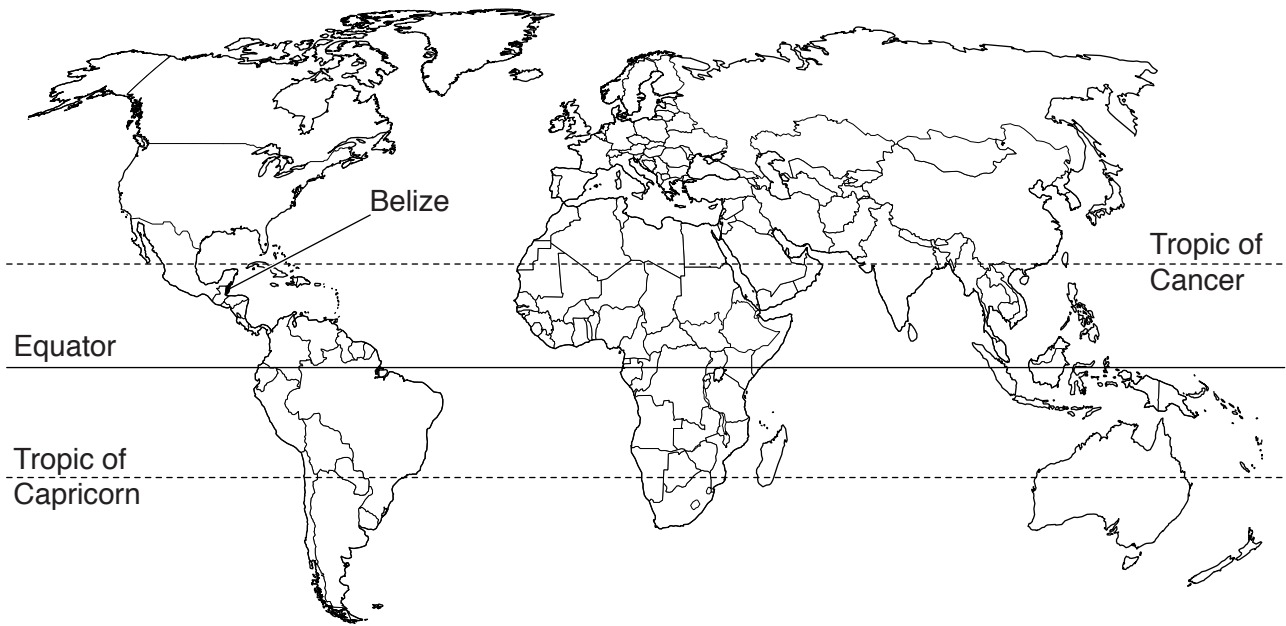 Belize
Tropic of
Cancer
Equator
Tropic of
Capricorn